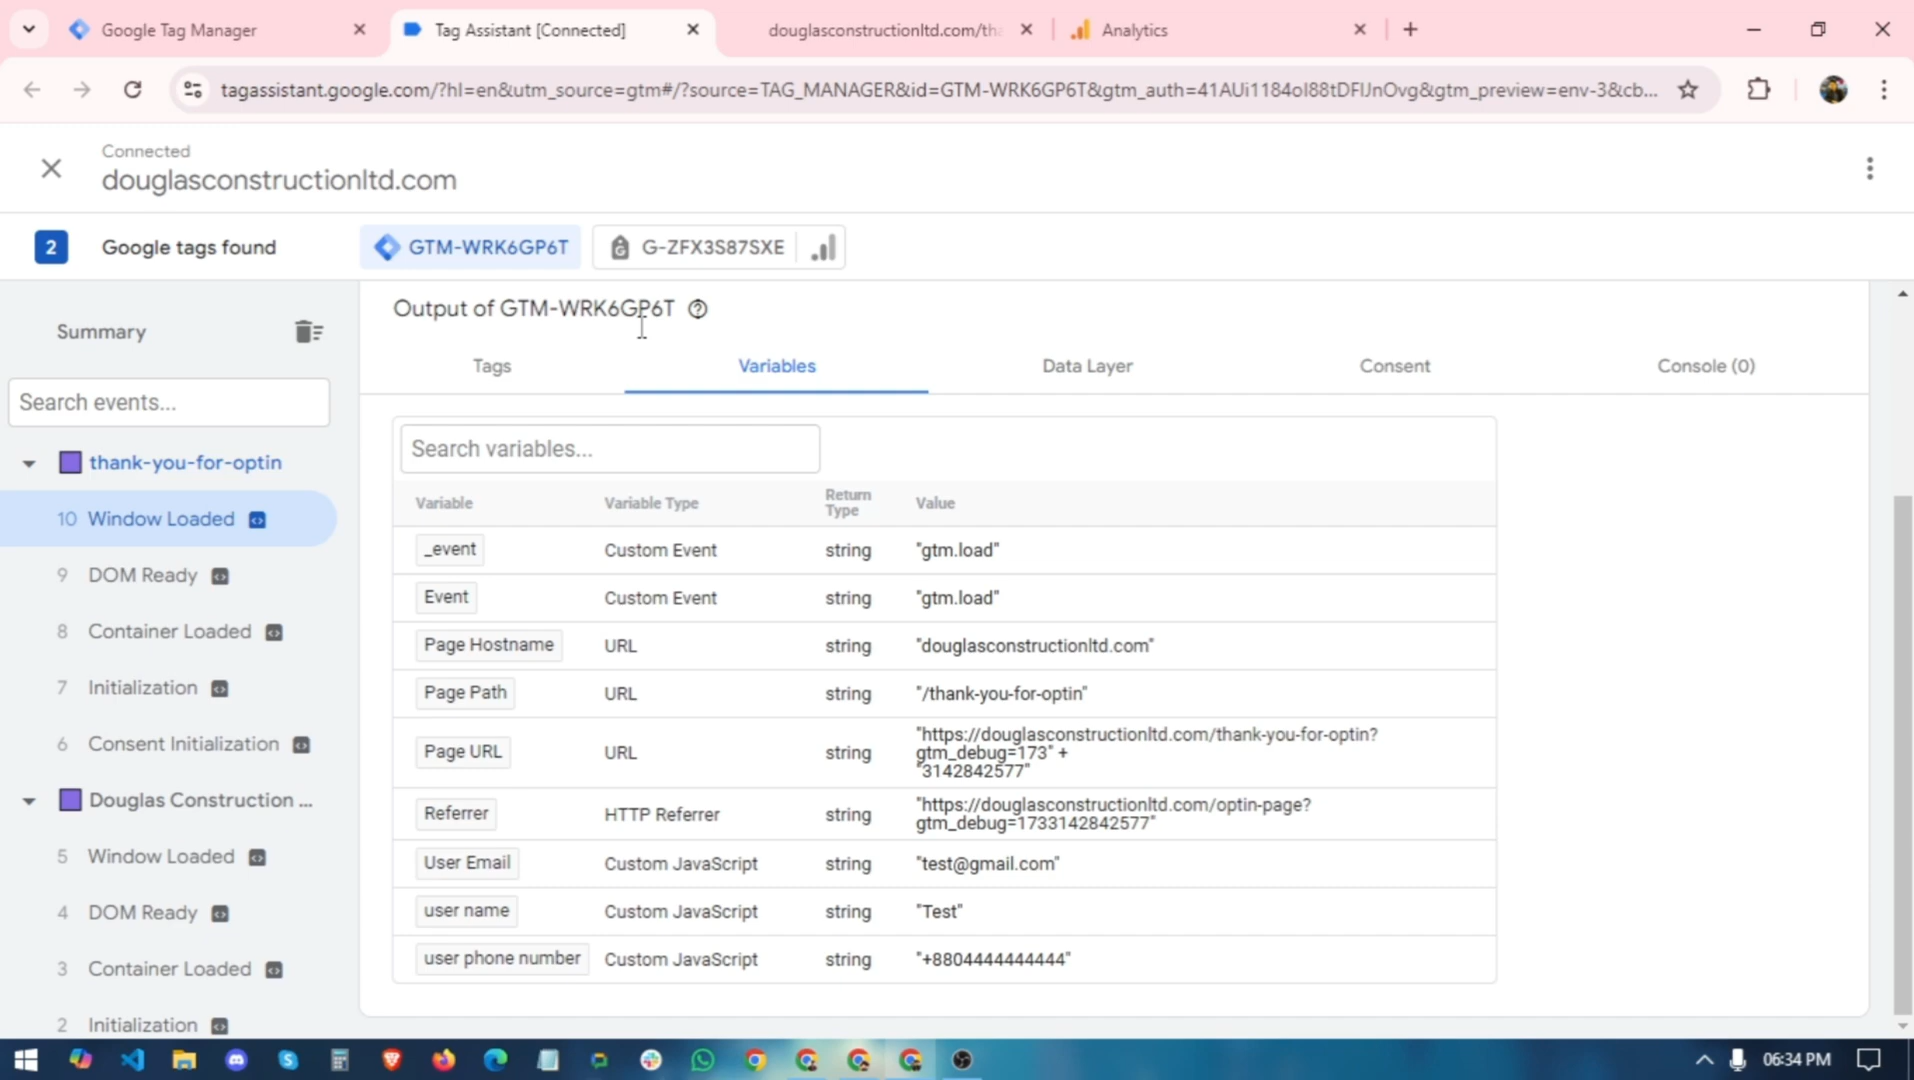 Google Tag Manager
Tag Assistant [Connected]
douglasconstructionltd.com/tha
Analytics
tagassistant.google.com/?hl=en&utm_source=gtm#/?source=TAG_MANAGER&id=GTM-WRK6GP6T&gtm_auth=41AUi1184ol88tDFlJnOvg&gtm_preview=env-3&cb...
Connected
douglasconstructionltd.com
2 Google tags found GTM-WRK6GP6T G-ZFX3S87SXE
Summary
Search events...
thank-you-for-optin
10 Window Loaded
9 DOM Ready
8 Container Loaded
7 Initialization
6 Consent Initialization
Douglas Construction ...
5 Window Loaded
4 DOM Ready
3 Container Loaded
2 Initialization
Output of GTM-WRK6GP6T
Tags Variables Data Layer Consent Console (0)
Search variables...
Variable Variable Type Return Type Value
_event Custom Event string "gtm.load"
Event Custom Event string "gtm.load"
Page Hostname URL string "douglasconstructionltd.com"
Page Path URL string "/thank-you-for-optin"
Page URL URL string "https://douglasconstructionltd.com/thank-you-for-optin?
gtm_debug=173" +
"3142842577"
Referrer HTTP Referrer string "https://douglasconstructionltd.com/optin-page?
gtm_debug=1733142842577"
User Email Custom JavaScript string "test@gmail.com"
user name Custom JavaScript string "Test"
user phone number Custom JavaScript string "+8804444444444"
06:34 PM